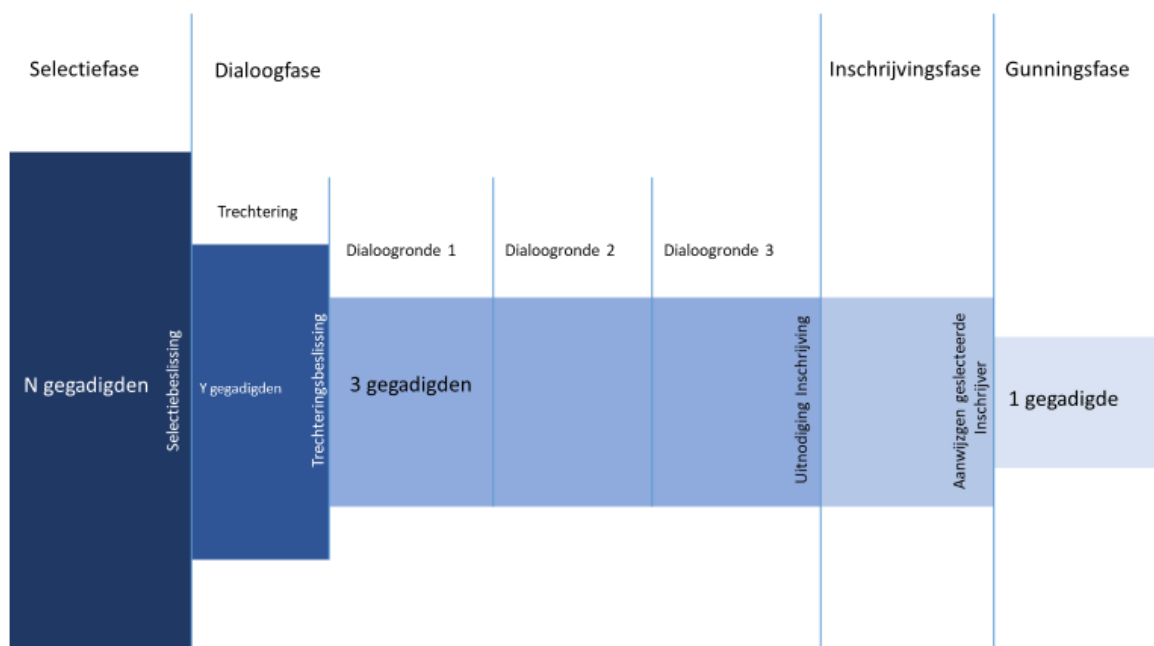 Selectiefase
Dialoogfase
Inschrijvingsfase
Gunningsfase
Trechtering
Dialoogronde 1
Dialoogronde 2
Dialoogronde 3
N gegadigden
Selectiebeslissing
Y gegadigden
Trechteringsbeslissing
3 gegadigden
Uitnodiging Inschrijving
Aanwijzgen geslecteerde
Inschrijver
1 gegadigde